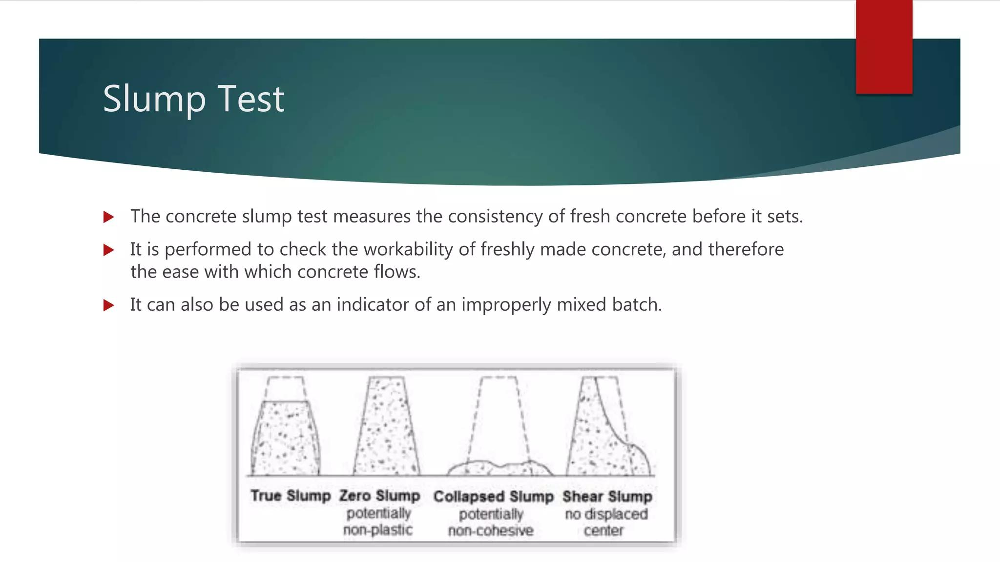 Slump Test
The concrete slump test measures the consistency of fresh concrete before it sets.
It is performed to check the workability of freshly made concrete, and therefore
the ease with which concrete flows.
It can also be used as an indicator of an improperly mixed batch.
True Slump
Zero Slump
potentially
non-plastic
Collapsed Slump
potentially
non-cohesive
Shear Slump
no displaced
center